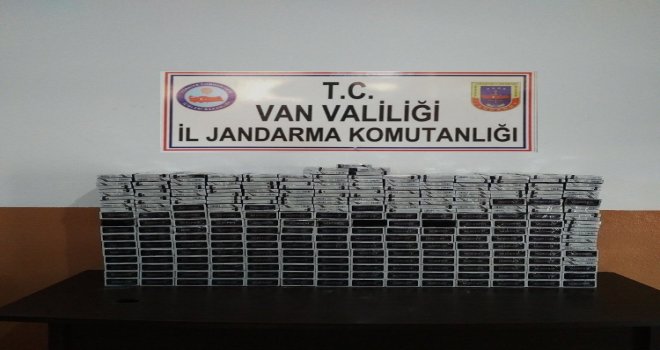 T.C.
VAN VALİLİĞİ
İL JANDARMA KOMUTANLIĞI